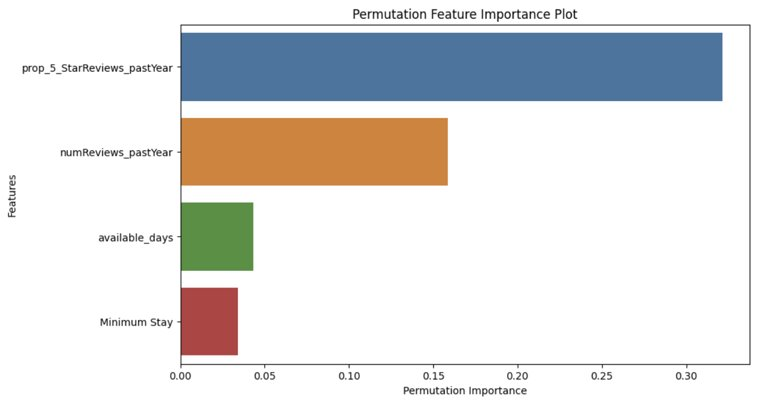 Permutation Feature Importance Plot
prop_5_StarReviews_pastYear
numReviews_pastYear
available_days
Minimum Stay
Features
0.00 0.05 0.10 0.15 0.20 0.25 0.30
Permutation Importance